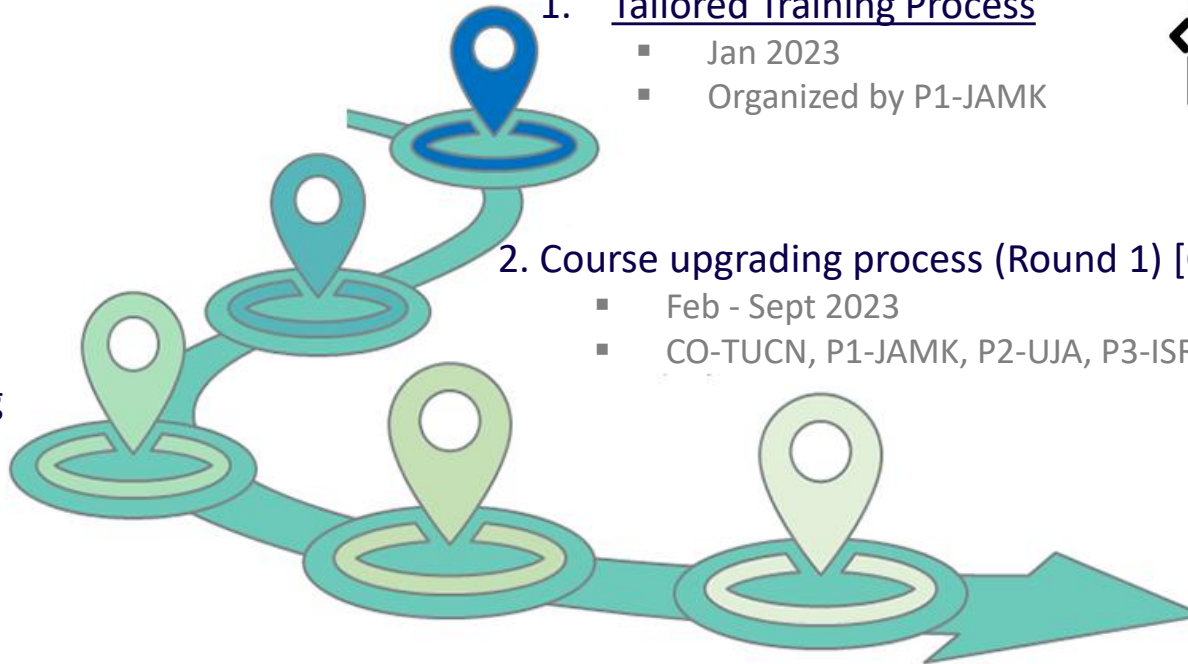 1. Tailored Training Process
▪ Jan 2023
▪ Organized by P1-JAMK
2. Course upgrading process (Round 1) [
▪ Feb - Sept 2023
▪ CO-TUCN, P1-JAMK, P2-UJA,